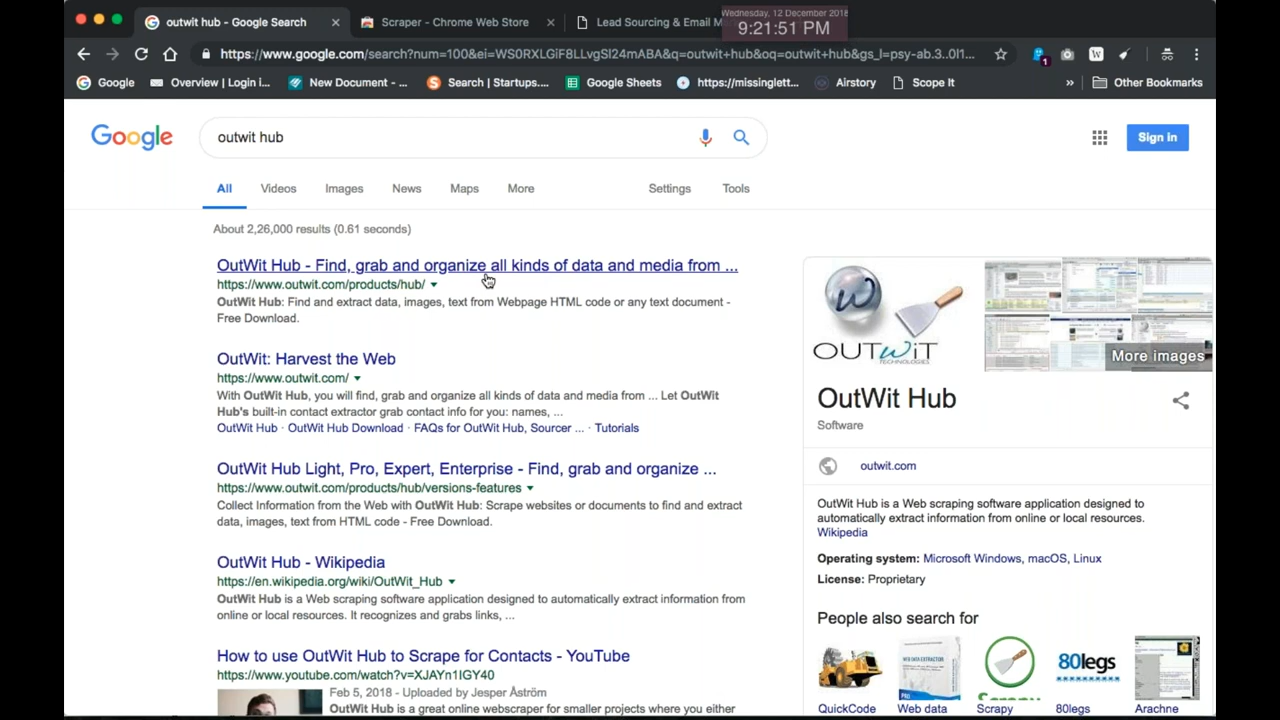 outwit hub - Google Search
Scraper - Chrome Web Store
Lead Sourcing & Email M
Wednesday, 12 December 2018
9:21:51 PM
https://www.google.com/search?num=100&ei=WS0RXLGiF8LLvgSl24mABA&q=outwit+hub&oq=outwit+hub&gs_l=psy-ab.3..0l1...
1
W
Google
Overview | Login i...
New Document - ...
Search | Startups....
Google Sheets
https://missinglett...
Airstory
Scope It
»
Other Bookmarks
Google
outwit hub
Sign in
All Videos Images News Maps More Settings Tools
About 2,26,000 results (0.61 seconds)
OutWit Hub - Find, grab and organize all kinds of data and media from ...
https://www.outwit.com/products/hub/
OutWit Hub: Find and extract data, images, text from Webpage HTML code or any text document -
Free Download.
OutWit: Harvest the Web
https://www.outwit.com/
With OutWit Hub, you will find, grab and organize all kinds of data and media from ... Let OutWit
Hub's built-in contact extractor grab contact info for you: names, ...
OutWit Hub · OutWit Hub Download · FAQs for OutWit Hub, Sourcer ... · Tutorials
OutWit Hub Light, Pro, Expert, Enterprise - Find, grab and organize ...
https://www.outwit.com/products/hub/versions-features
Collect Information from the Web with OutWit Hub: Scrape websites or documents to find and extract
data, images, text from HTML code - Free Download.
OutWit Hub - Wikipedia
https://en.wikipedia.org/wiki/OutWit_Hub
OutWit Hub is a Web scraping software application designed to automatically extract information from
online or local resources. It recognizes and grabs links, ...
How to use OutWit Hub to Scrape for Contacts - YouTube
https://www.youtube.com/watch?v=XJAYn1IGY40
Feb 5, 2018 - Uploaded by Jesper Åström
OutWit Hub is a great online webscraper for smaller projects where you either
OUTWIT
TECHNOLOGIES
More images
OutWit Hub
Software
outwit.com
OutWit Hub is a Web scraping software application designed to
automatically extract information from online or local resources.
Wikipedia
Operating system: Microsoft Windows, macOS, Linux
License: Proprietary
People also search for
WEB DATA EXTRACTOR
PRO
Scrapy
80legs
QuickCode
Web data
Scrapy
80legs
Arachne